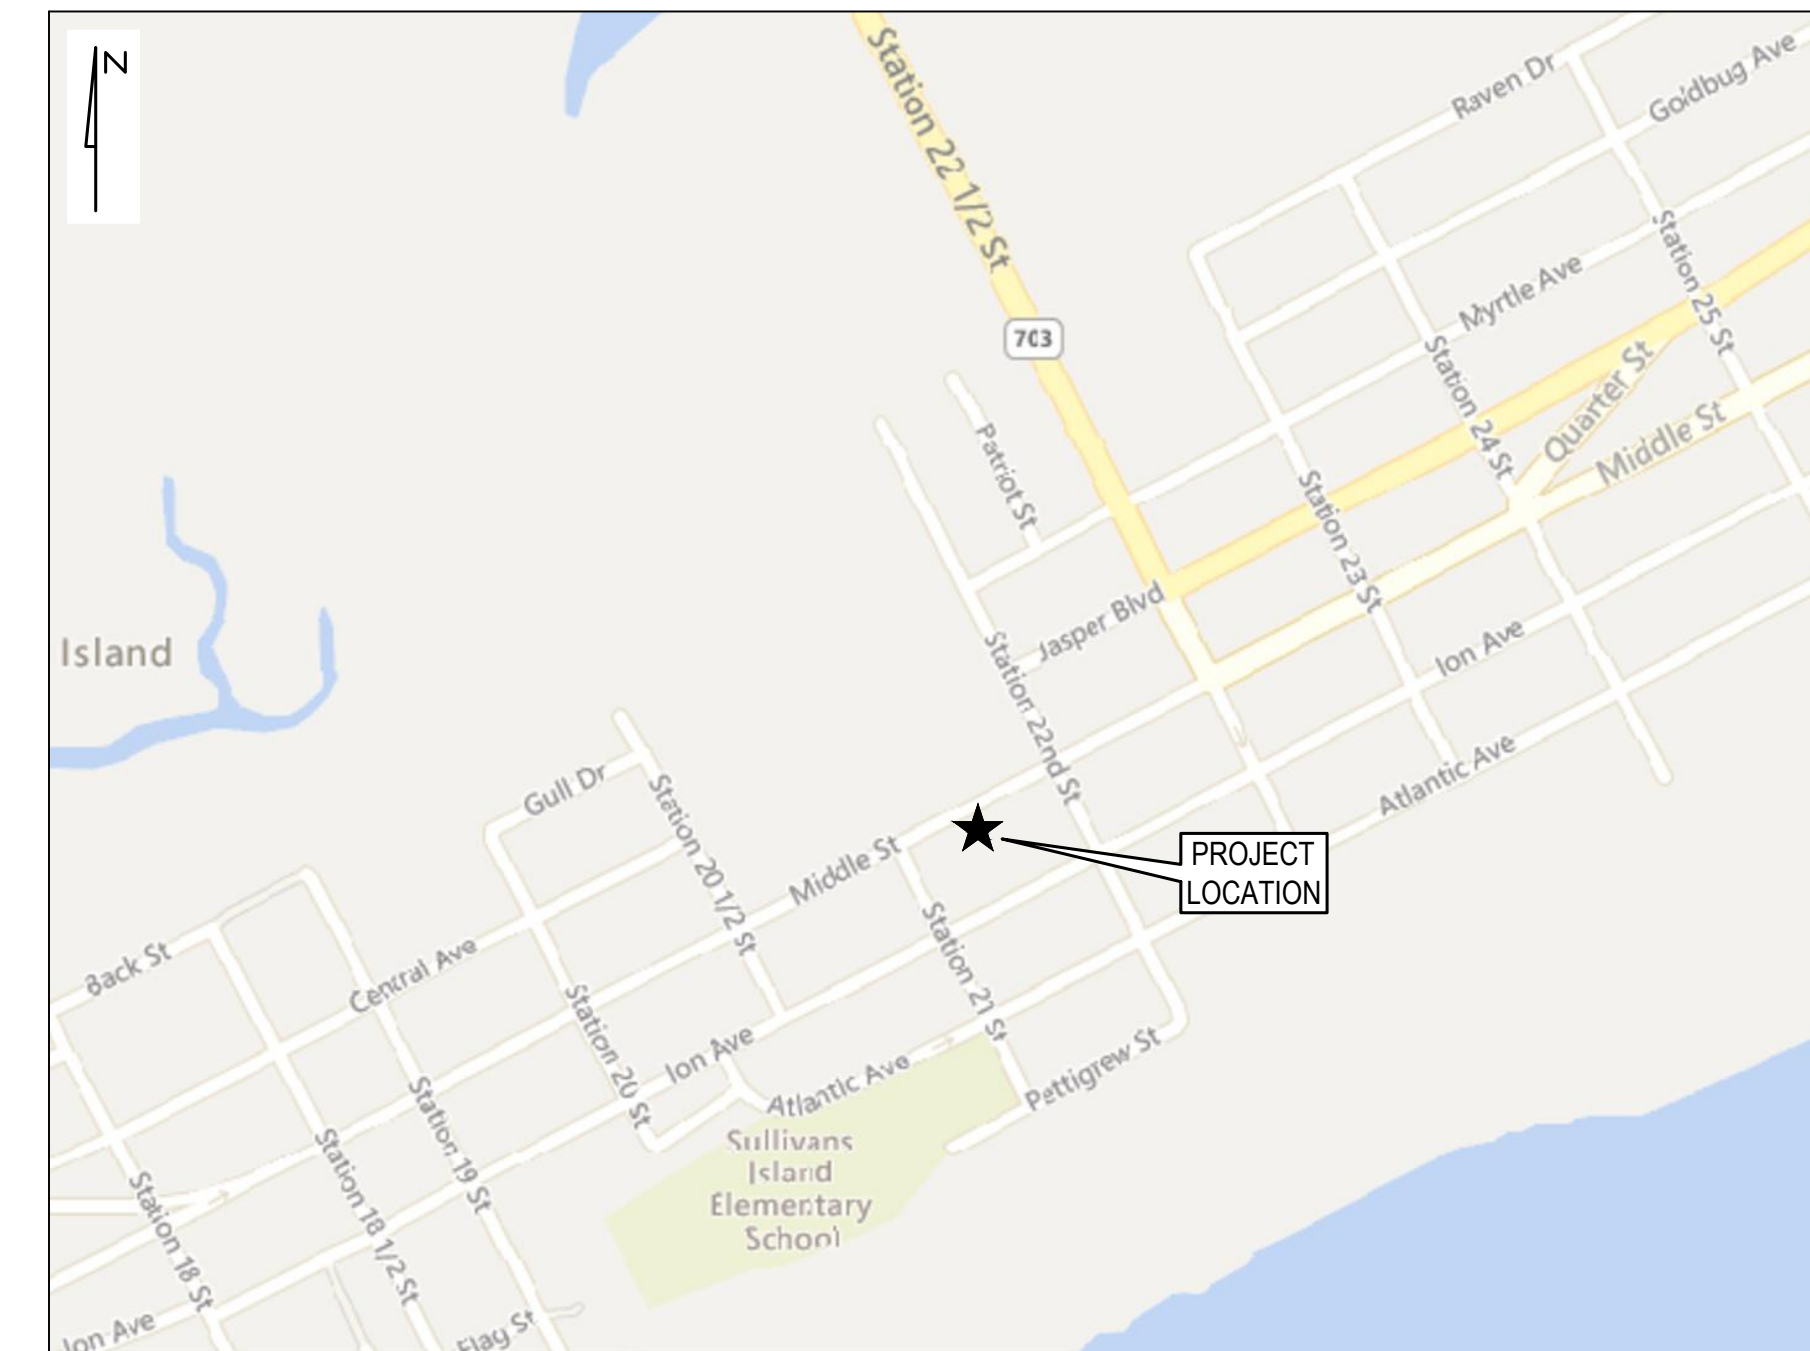 N
Station 22 1/2 St
Raven Dr
Goldbug Ave
703
Station 25 St
Myrtle Ave
Station 24 St
Quarter St
Middle St
Patriot St
Station 23 St
Jasper Blvd
Ion Ave
Station 22nd St
Island
Gull Dr
Station 20 1/2 St
Atlantic Ave
Middle St
PROJECT
LOCATION
Back St
Central Ave
Station 21 St
Station 20 St
Ion Ave
Atlantic Ave
Pettigrew St
Sullivans
Island
Elementary
School
Station 19 St
Station 18 1/2 St
Station 18 St
Ion Ave
Flag St